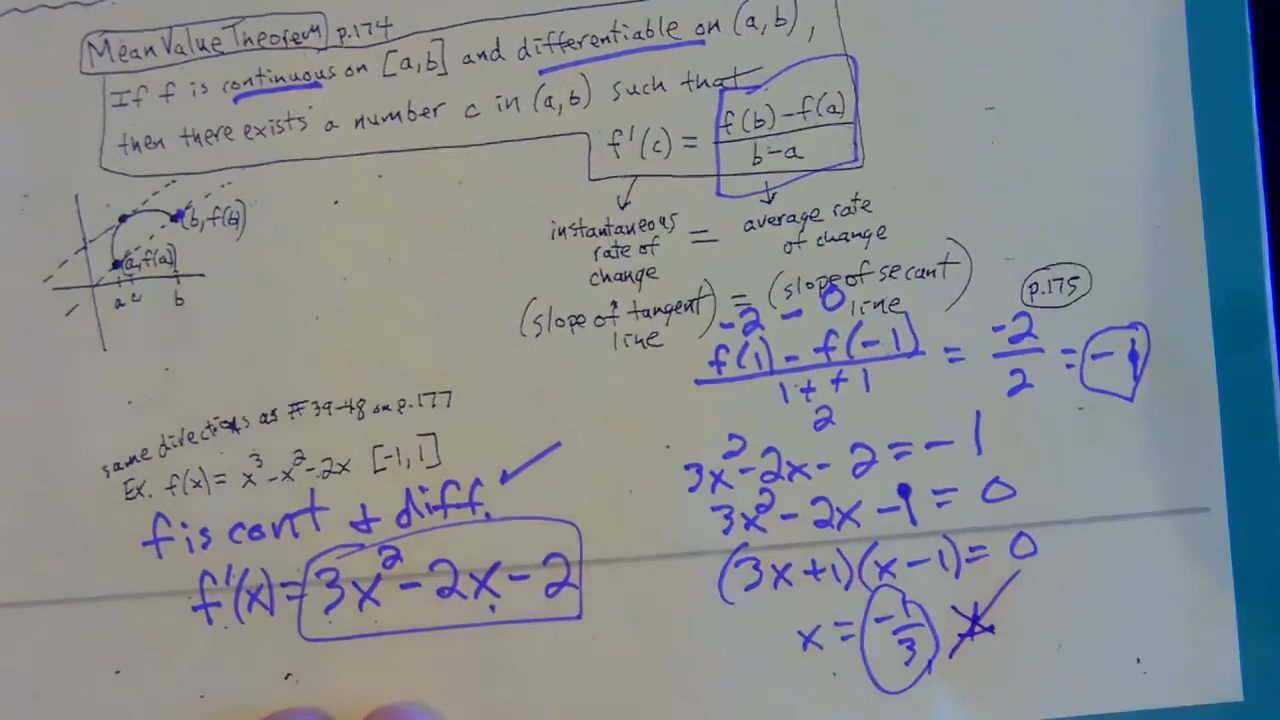 Mean Value Theorem p.174
If f is continuous on [a,b] and differentiable on (a,b),
then there exists a number c in (a,b) such that
f'(c) = f(b)-f(a)
b-a
instantaneous rate of change = average rate of change
(slope of tangent line) = (slope of secant line)
(b,f(b))
(a,f(a))
a c b
p.175
-2 - 0
f(1) - f(-1) = -2 = -1
1 + + 1 2
2
same directions as #39-48 on p.177
Ex. f(x) = x³-x²-2x [-1,1]
f is cont & diff. ✓
f'(x) = 3x²-2x-2
3x²-2x-2=-1
3x²-2x-1=0
(3x+1)(x-1)=0
x = -1/3